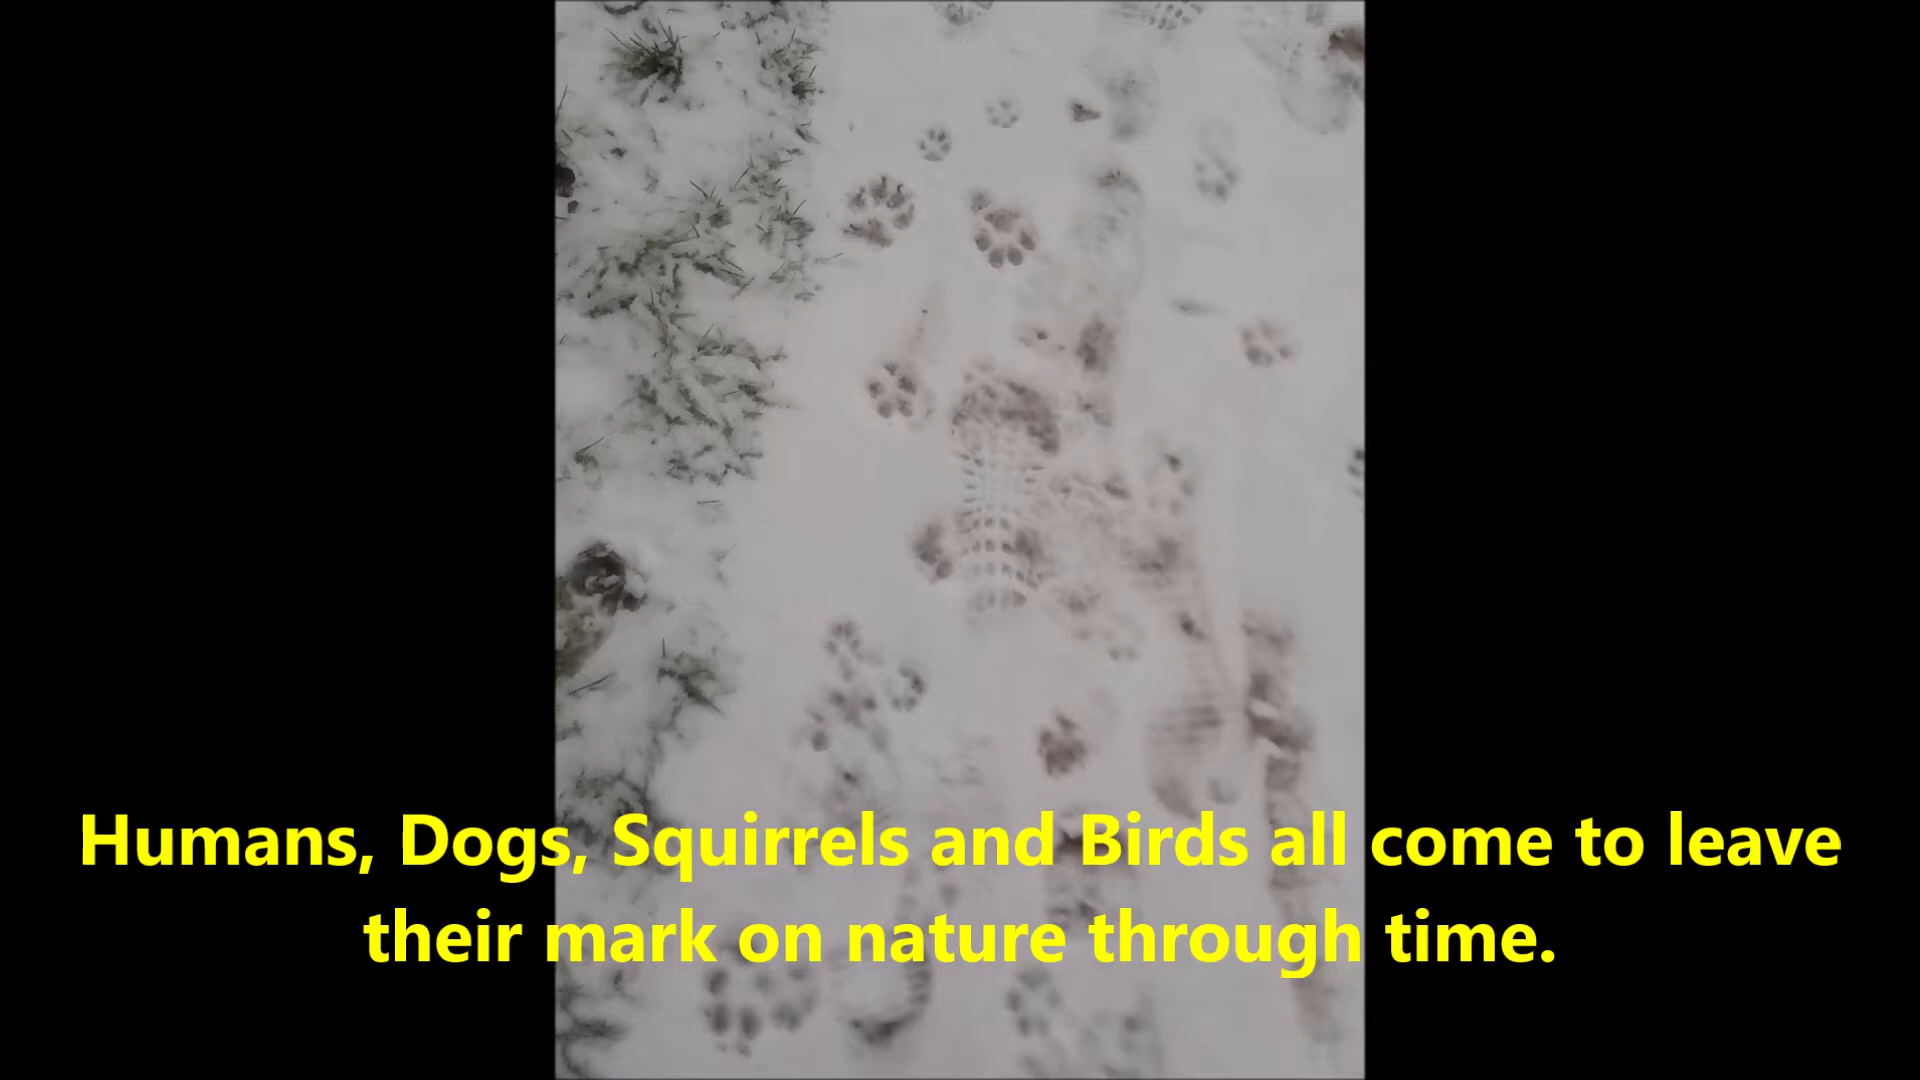 Humans, Dogs, Squirrels and Birds all come to leave
their mark on nature through time.